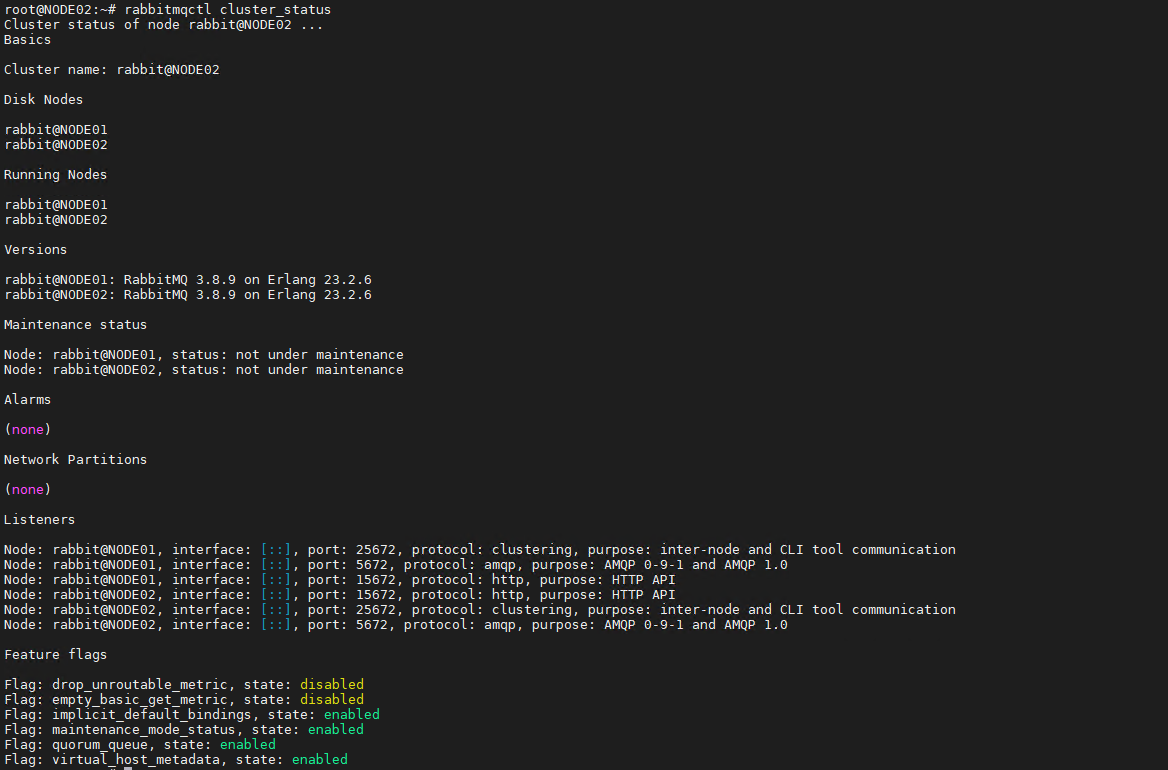 root@NODE02:~# rabbitmqctl cluster_status
Cluster status of node rabbit@NODE02 ...
Basics
Cluster name: rabbit@NODE02
Disk Nodes
rabbit@NODE01
rabbit@NODE02
Running Nodes
rabbit@NODE01
rabbit@NODE02
Versions
rabbit@NODE01: RabbitMQ 3.8.9 on Erlang 23.2.6
rabbit@NODE02: RabbitMQ 3.8.9 on Erlang 23.2.6
Maintenance status
Node: rabbit@NODE01, status: not under maintenance
Node: rabbit@NODE02, status: not under maintenance
Alarms
(none)
Network Partitions
(none)
Listeners
Node: rabbit@NODE01, interface: [::], port: 25672, protocol: clustering, purpose: inter-node and CLI tool communication
Node: rabbit@NODE01, interface: [::], port: 5672, protocol: amqp, purpose: AMQP 0-9-1 and AMQP 1.0
Node: rabbit@NODE01, interface: [::], port: 15672, protocol: http, purpose: HTTP API
Node: rabbit@NODE02, interface: [::], port: 15672, protocol: http, purpose: HTTP API
Node: rabbit@NODE02, interface: [::], port: 25672, protocol: clustering, purpose: inter-node and CLI tool communication
Node: rabbit@NODE02, interface: [::], port: 5672, protocol: amqp, purpose: AMQP 0-9-1 and AMQP 1.0
Feature flags
Flag: drop_unroutable_metric, state: disabled
Flag: empty_basic_get_metric, state: disabled
Flag: implicit_default_bindings, state: enabled
Flag: maintenance_mode_status, state: enabled
Flag: quorum_queue, state: enabled
Flag: virtual_host_metadata, state: enabled